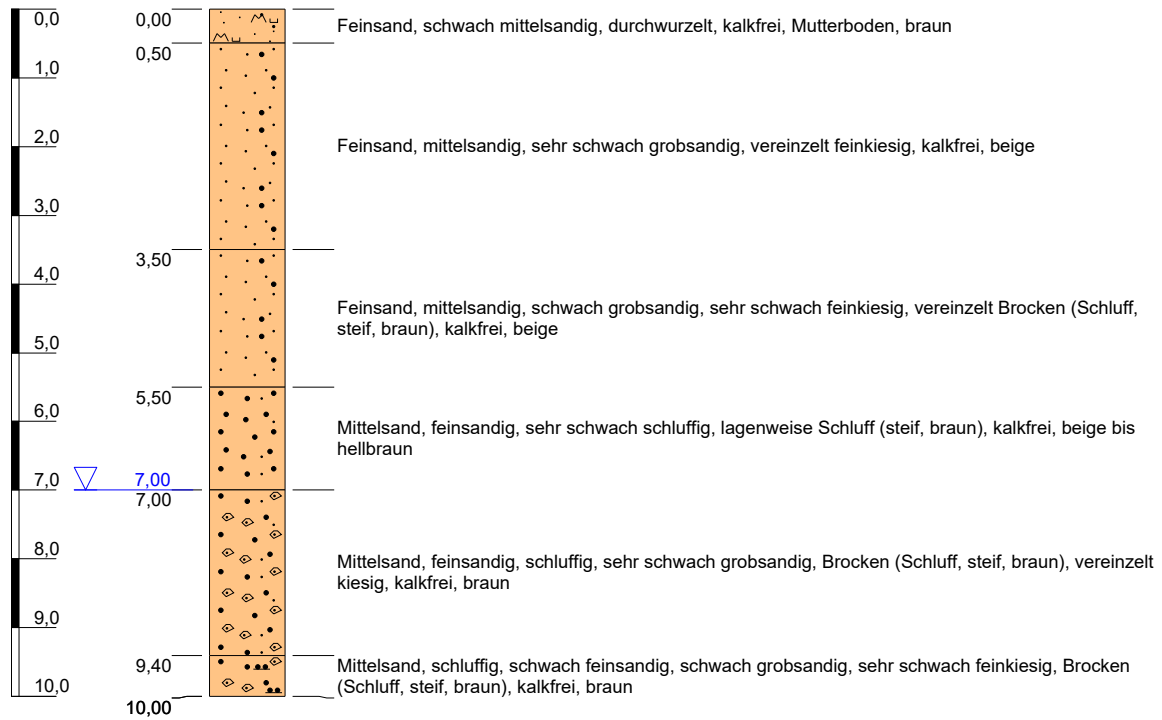 0,0
0,00
Feinsand, schwach mittelsandig, durchwurzelt, kalkfrei, Mutterboden, braun
0,50
1,0
2,0
Feinsand, mittelsandig, sehr schwach grobsandig, vereinzelt feinkiesig, kalkfrei, beige
3,0
3,50
4,0
Feinsand, mittelsandig, schwach grobsandig, sehr schwach feinkiesig, vereinzelt Brocken (Schluff,
steif, braun), kalkfrei, beige
5,0
5,50
6,0
Mittelsand, feinsandig, sehr schwach schluffig, lagenweise Schluff (steif, braun), kalkfrei, beige bis
hellbraun
7,0
7,00
7,00
8,0
Mittelsand, feinsandig, schluffig, sehr schwach grobsandig, Brocken (Schluff, steif, braun), vereinzelt
kiesig, kalkfrei, braun
9,0
9,40
Mittelsand, schluffig, schwach feinsandig, schwach grobsandig, sehr schwach feinkiesig, Brocken
(Schluff, steif, braun), kalkfrei, braun
10,0
10,00